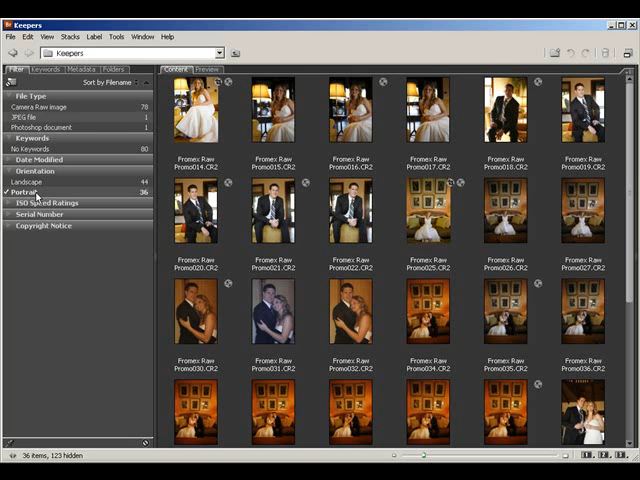 Br Keepers
File Edit View Stacks Label Tools Window Help
Keepers
Filter Keywords Metadata Folders
Content Preview
Sort by Filename
File Type
Camera Raw image 78
JPEG file 1
Photoshop document 1
Keywords
No Keywords 80
Date Modified
Orientation
Landscape 44
Portrait 36
ISO Speed Ratings
Serial Number
Copyright Notice
Fromex Raw Promo014.CR2
Fromex Raw Promo015.CR2
Fromex Raw Promo016.CR2
Fromex Raw Promo017.CR2
Fromex Raw Promo018.CR2
Fromex Raw Promo019.CR2
Fromex Raw Promo020.CR2
Fromex Raw Promo021.CR2
Fromex Raw Promo022.CR2
Fromex Raw Promo025.CR2
Fromex Raw Promo026.CR2
Fromex Raw Promo027.CR2
Fromex Raw Promo030.CR2
Fromex Raw Promo031.CR2
Fromex Raw Promo032.CR2
Fromex Raw Promo034.CR2
Fromex Raw Promo035.CR2
Fromex Raw Promo036.CR2
36 items, 123 hidden
1 2 3